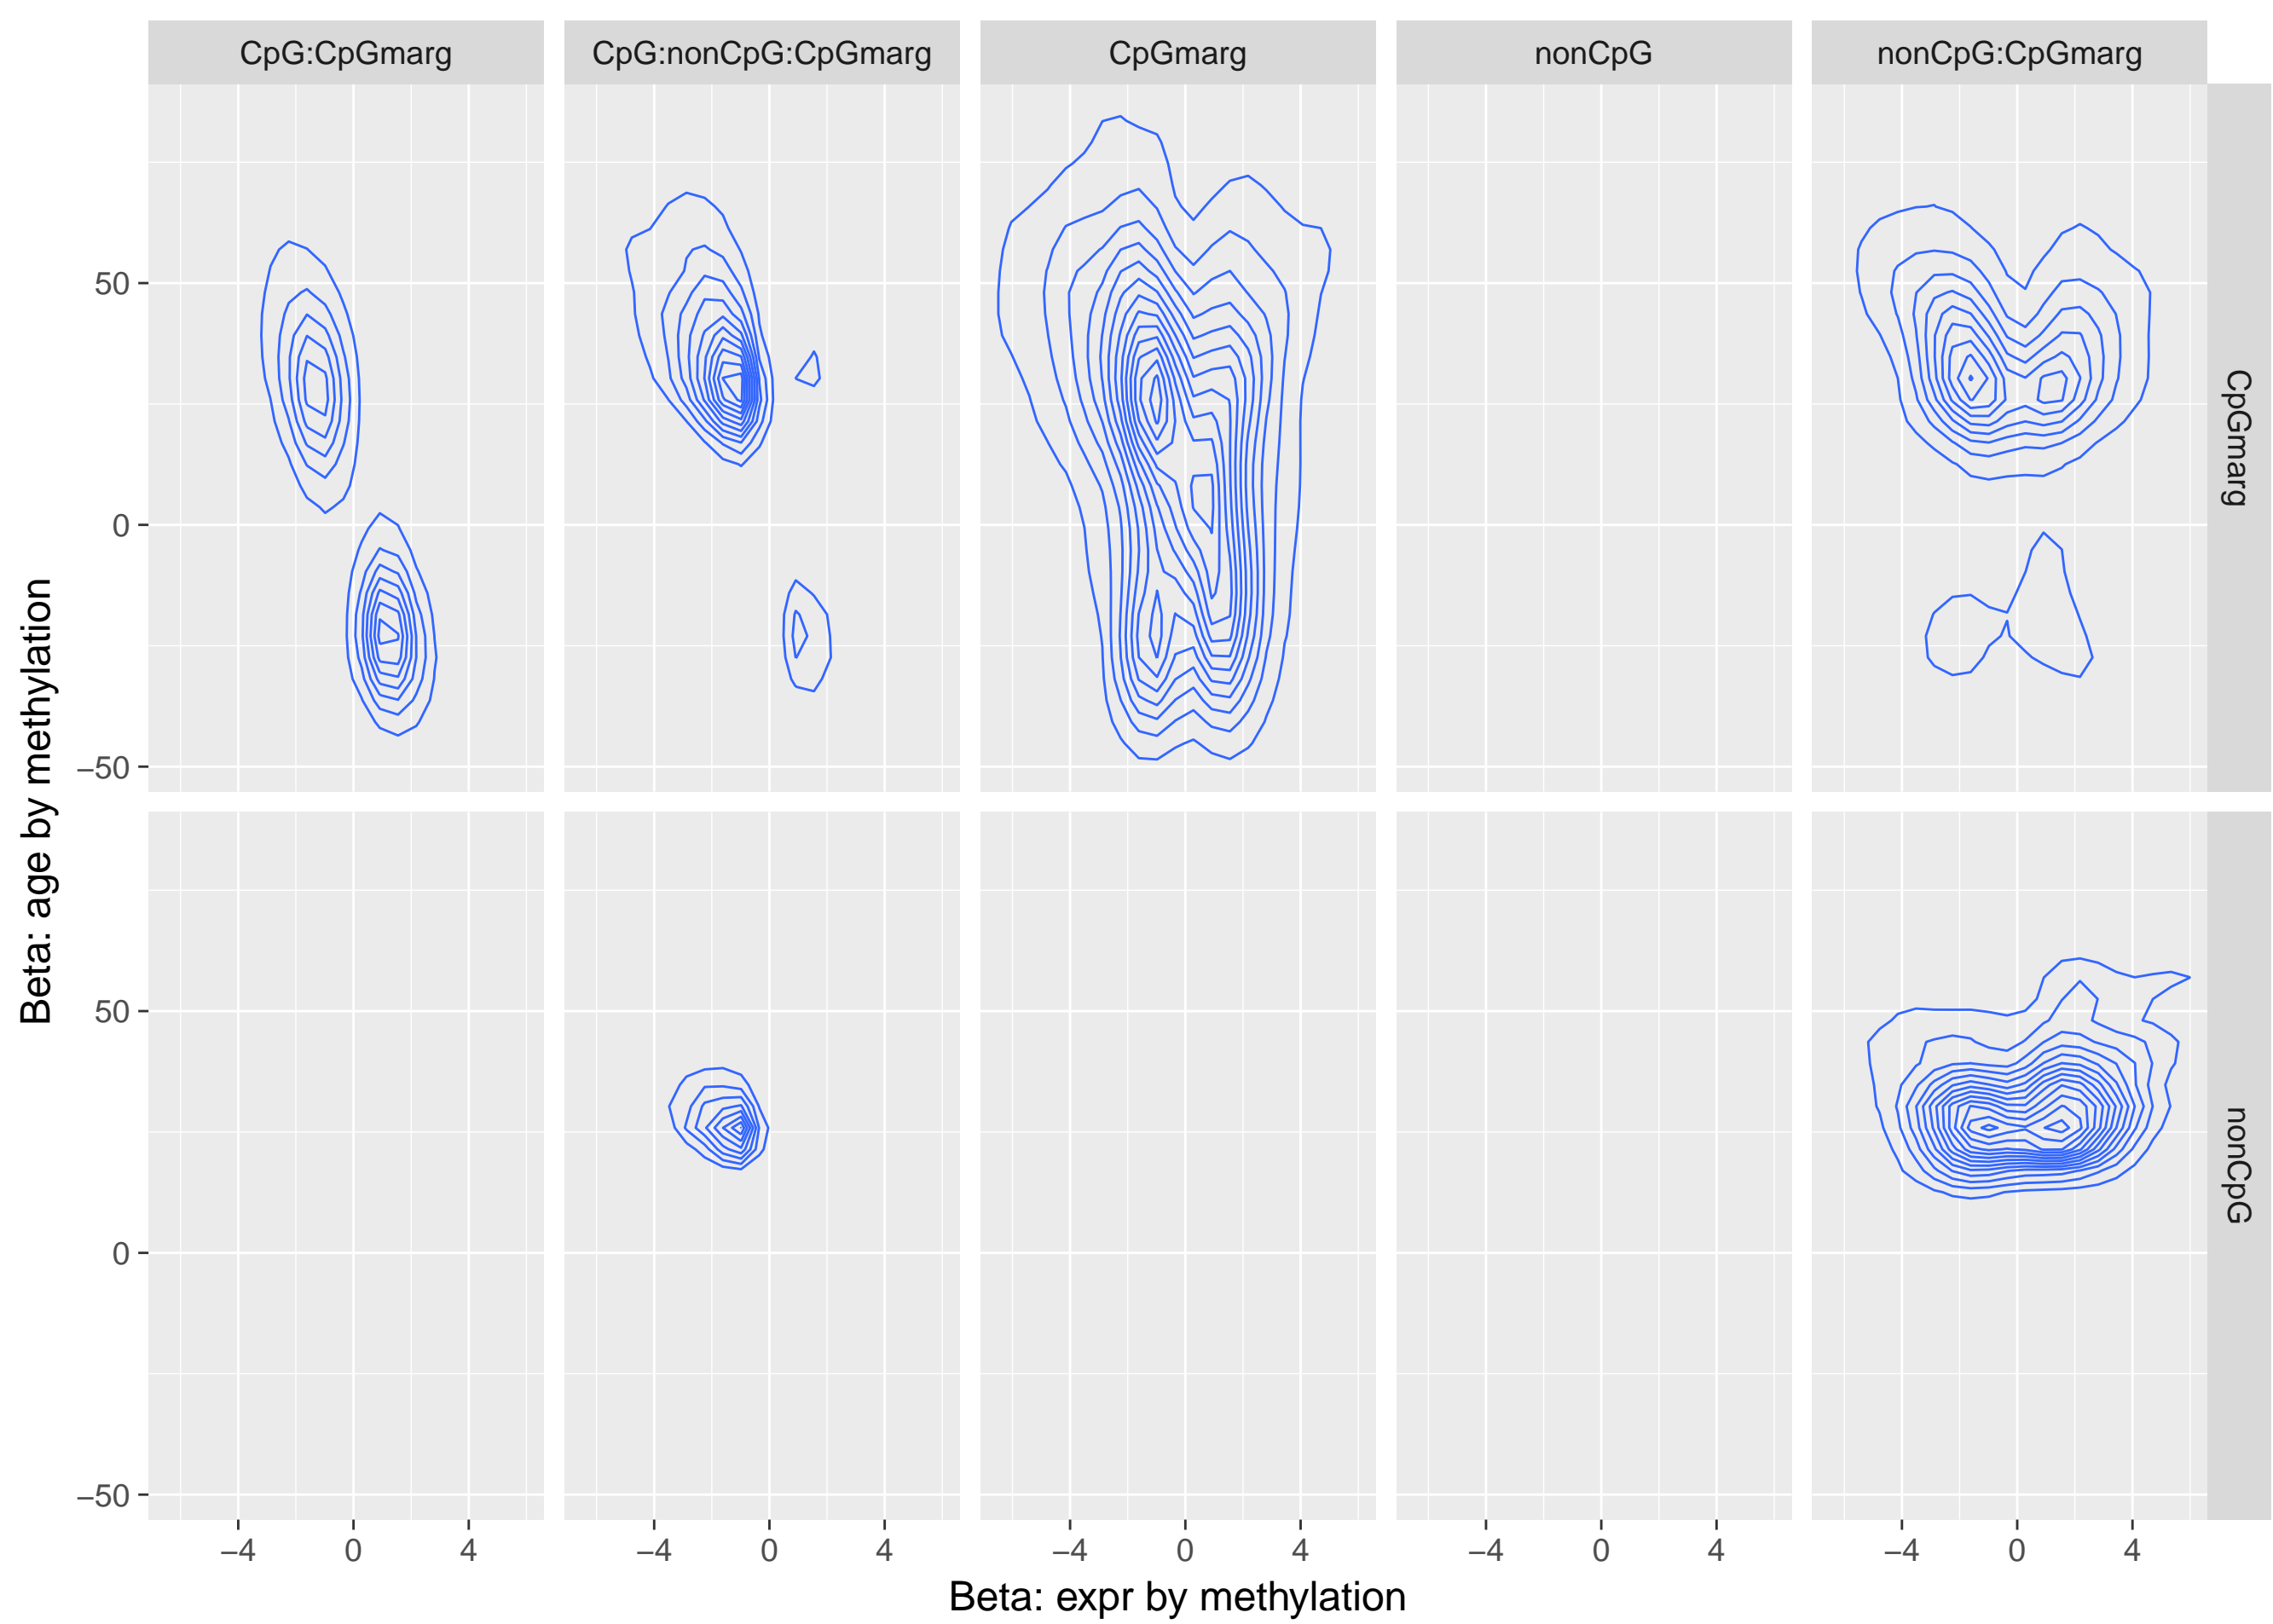 CpG:CpGmarg CpG:nonCpG:CpGmarg CpGmarg nonCpG nonCpG:CpGmarg
Beta: age by methylation
50
0
−50
CpGmarg
50
0
−50
nonCpG
−4 0 4 −4 0 4 −4 0 4 −4 0 4 −4 0 4
Beta: expr by methylation